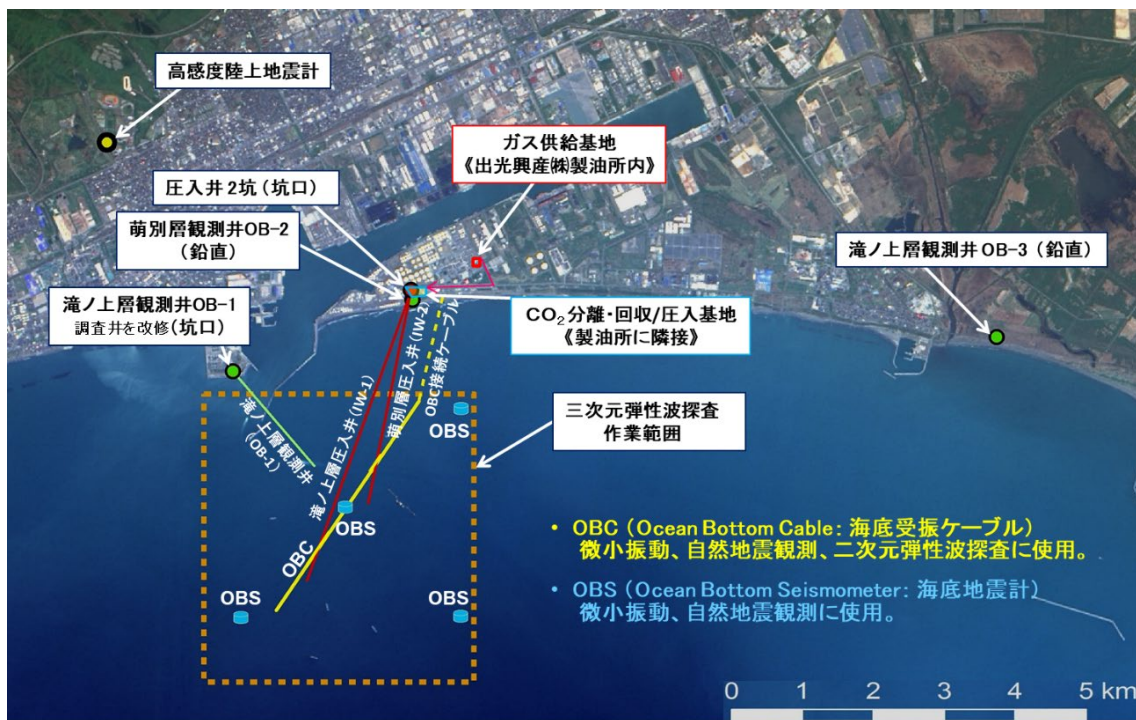 高感度陸上地震計
ガス供給基地
《出光興産㈱製油所内》
圧入井2坑(坑口)
萌別層観測井OB-2
(鉛直)
滝ノ上層観測井OB-3(鉛直)
滝ノ上層観測井OB-1
調査井を改修(坑口)
CO₂分離・回収/圧入基地
《製油所に隣接》
滝ノ上層観測井
(OB-1)
滝ノ上層圧入井(IW-1)
萌別層圧入井(IW-2)
OBC接続ケーブル
OBS
三次元弾性波探査
作業範囲
OBS
OBC
OBS
OBS
• OBC(Ocean Bottom Cable:海底受振ケーブル)
微小振動、自然地震観測、二次元弾性波探査に使用。
• OBS(Ocean Bottom Seismometer:海底地震計)
微小振動、自然地震観測に使用。
0 1 2 3 4 5 km